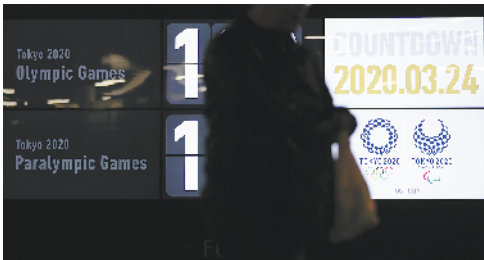 Tokyo 2020
Olympic Games
1
COUNTDOWN
2020.03.24
Tokyo 2020
Paralympic Games
1
TOKYO 2020
TOKYO 2020